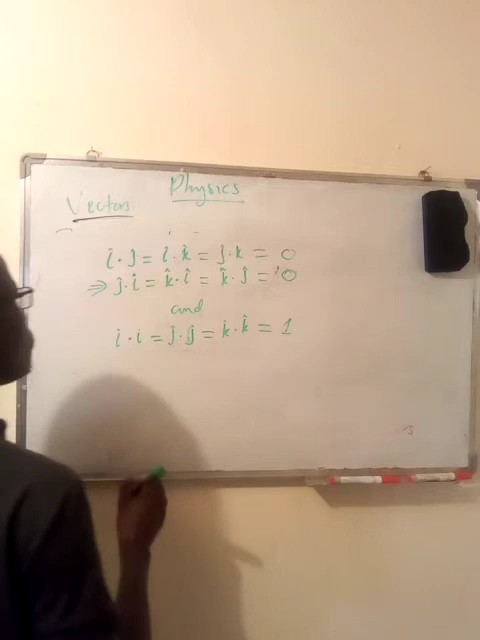 Physics
Vectors
i · j = î · k̂ = j · k = 0
⇒ j · i = k̂ · î = k̂ · j = 0
and
i · i = j · j = k · k̂ = 1